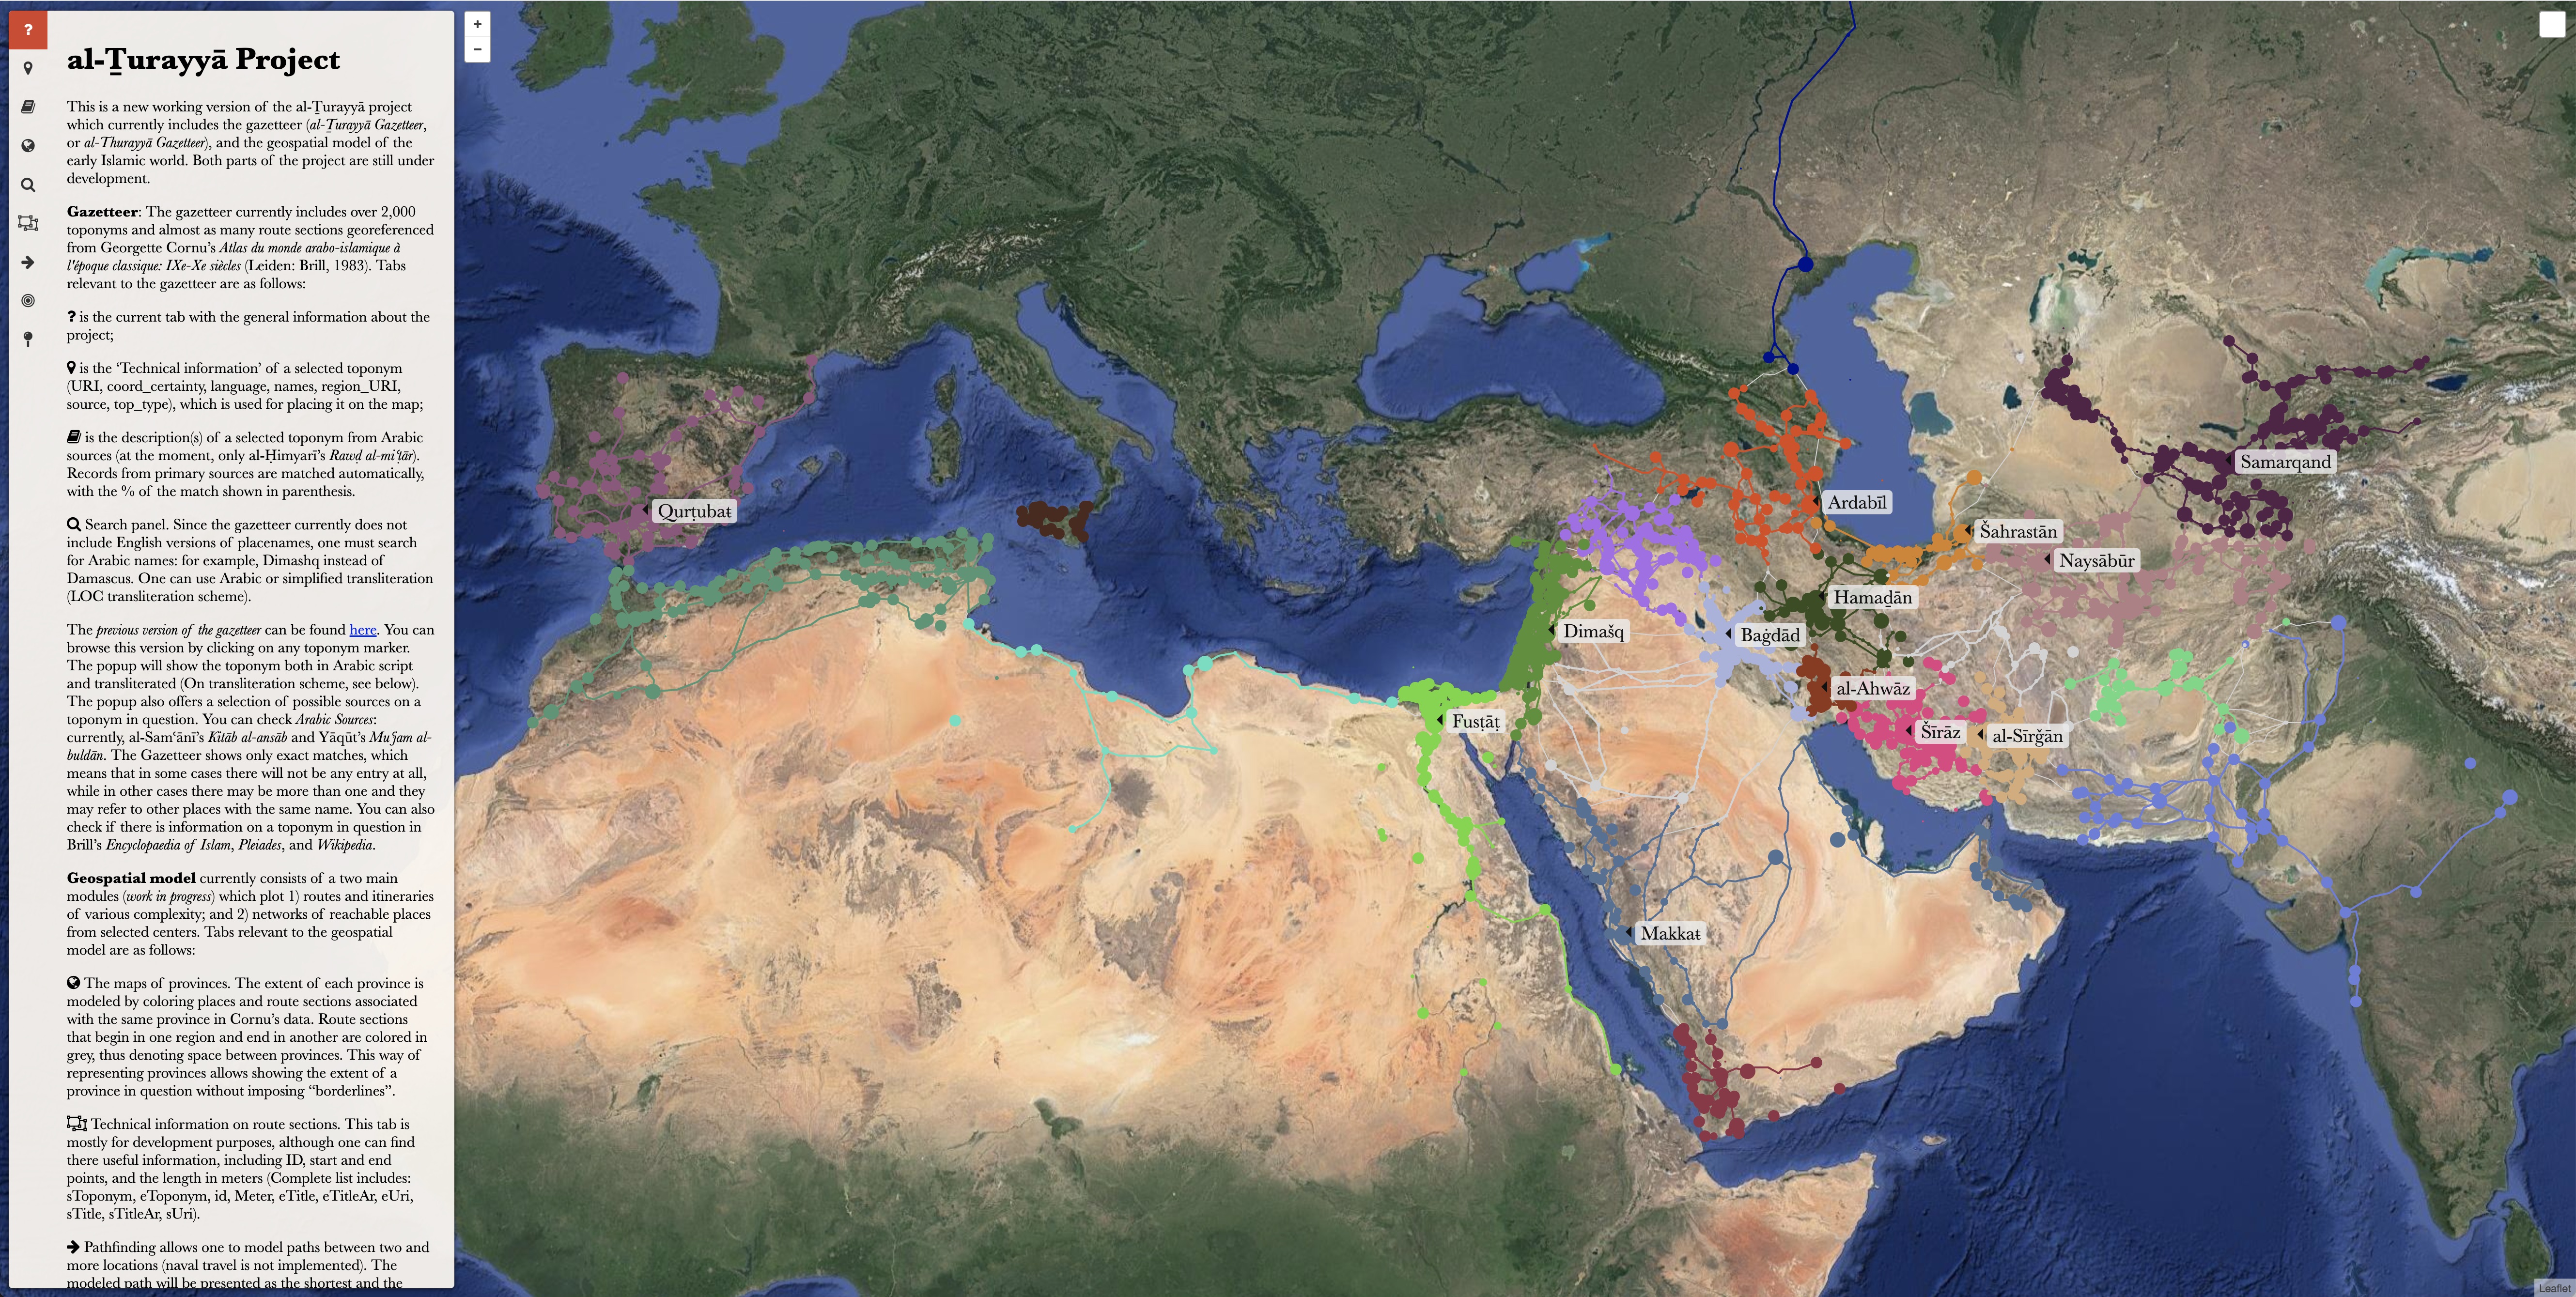 ?
al-Ṯurayyā Project
This is a new working version of the al-Ṯurayyā project
which currently includes the gazetteer (al-Ṯurayyā Gazetteer,
or al-Thurayyā Gazetteer), and the geospatial model of the
early Islamic world. Both parts of the project are still under
development.
Gazetteer: The gazetteer currently includes over 2,000
toponyms and almost as many route sections georeferenced
from Georgette Cornu’s Atlas du monde arabo-islamique à
l'époque classique: IXe-Xe siècles (Leiden: Brill, 1983). Tabs
relevant to the gazetteer are as follows:
? is the current tab with the general information about the
project;
is the ‘Technical information’ of a selected toponym
(URI, coord_certainty, language, names, region_URI,
source, top_type), which is used for placing it on the map;
is the description(s) of a selected toponym from Arabic
sources (at the moment, only al-Ḥimyarī’s Rawḍ al-miʿṭār).
Records from primary sources are matched automatically,
with the % of the match shown in parenthesis.
Search panel. Since the gazetteer currently does not
include English versions of placenames, one must search
for Arabic names: for example, Dimashq instead of
Damascus. One can use Arabic or simplified transliteration
(LOC transliteration scheme).
The previous version of the gazetteer can be found here. You can
browse this version by clicking on any toponym marker.
The popup will show the toponym both in Arabic script
and transliterated (On transliteration scheme, see below).
The popup also offers a selection of possible sources on a
toponym in question. You can check Arabic Sources:
currently, al-Samʿānī’s Kitāb al-ansāb and Yāqūt’s Muʿjam al-
buldān. The Gazetteer shows only exact matches, which
means that in some cases there will not be any entry at all,
while in other cases there may be more than one and they
may refer to other places with the same name. You can also
check if there is information on a toponym in question in
Brill’s Encyclopaedia of Islam, Pleiades, and Wikipedia.
Geospatial model currently consists of a two main
modules (work in progress) which plot 1) routes and itineraries
of various complexity; and 2) networks of reachable places
from selected centers. Tabs relevant to the geospatial
model are as follows:
The maps of provinces. The extent of each province is
modeled by coloring places and route sections associated
with the same province in Cornu’s data. Route sections
that begin in one region and end in another are colored in
grey, thus denoting space between provinces. This way of
representing provinces allows showing the extent of a
province in question without imposing “borderlines”.
Technical information on route sections. This tab is
mostly for development purposes, although one can find
there useful information, including ID, start and end
points, and the length in meters (Complete list includes:
sToponym, eToponym, id, Meter, eTitle, eTitleAr, eUri,
sTitle, sTitleAr, sUri).
Pathfinding allows one to model paths between two and
more locations (naval travel is not implemented). The
modeled path will be presented as the shortest and the
+
−
Samarqand
Ardabīl
Qurṭubaŧ
Šahrastān
Naysābūr
Hamaḏān
Dimašq
Baġdād
al-Ahwāz
Fusṭāṭ
Šīrāz
al-Sīrǧān
Makkaŧ
Leaflet